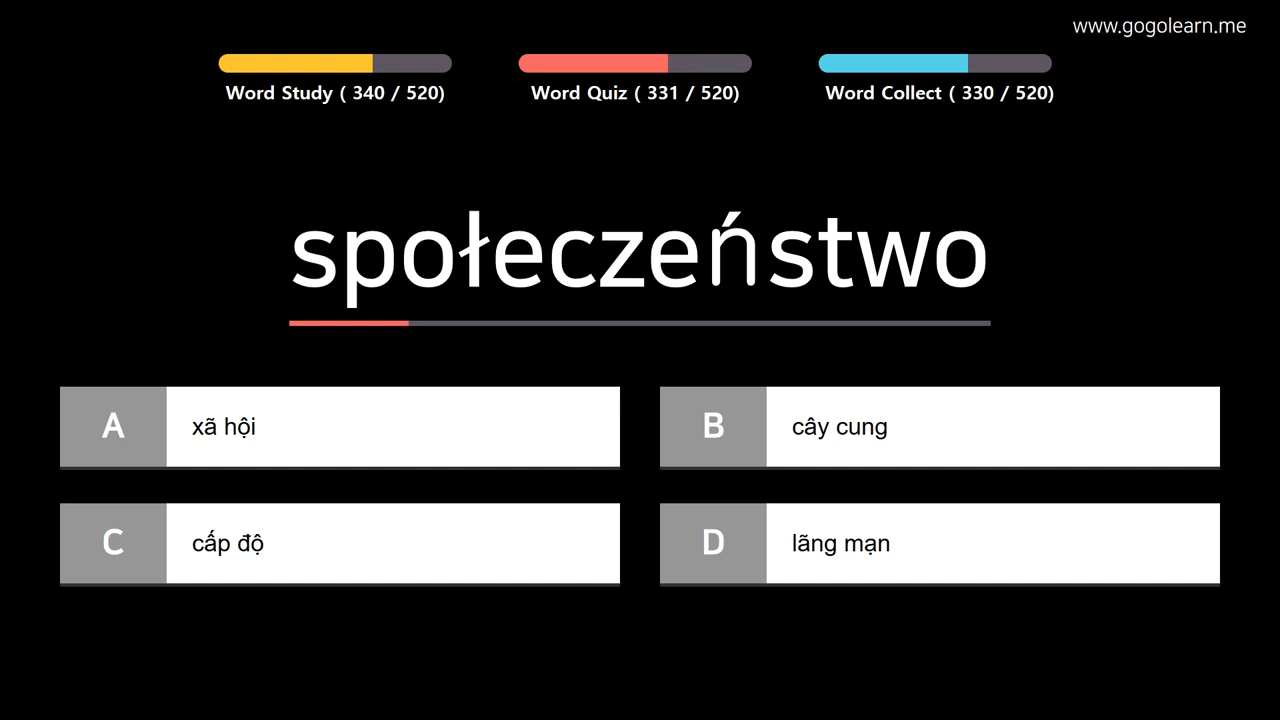 www.gogolearn.me
Word Study ( 340 / 520)
Word Quiz ( 331 / 520)
Word Collect ( 330 / 520)
społeczeństwo
A xã hội
B cây cung
C cấp độ
D lãng mạn